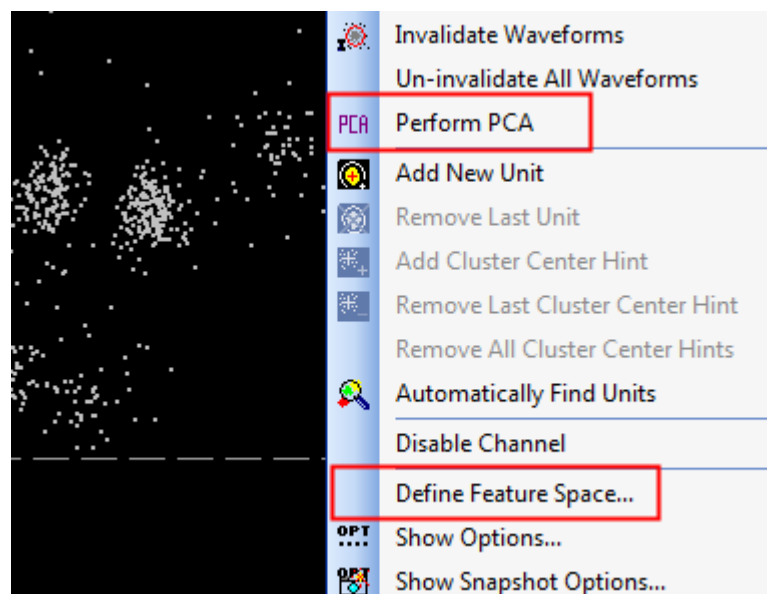 Invalidate Waveforms
Un-invalidate All Waveforms
PCA Perform PCA
Add New Unit
Remove Last Unit
Add Cluster Center Hint
Remove Last Cluster Center Hint
Remove All Cluster Center Hints
Automatically Find Units
Disable Channel
Define Feature Space...
OPT Show Options...
OPT Show Snapshot Options...